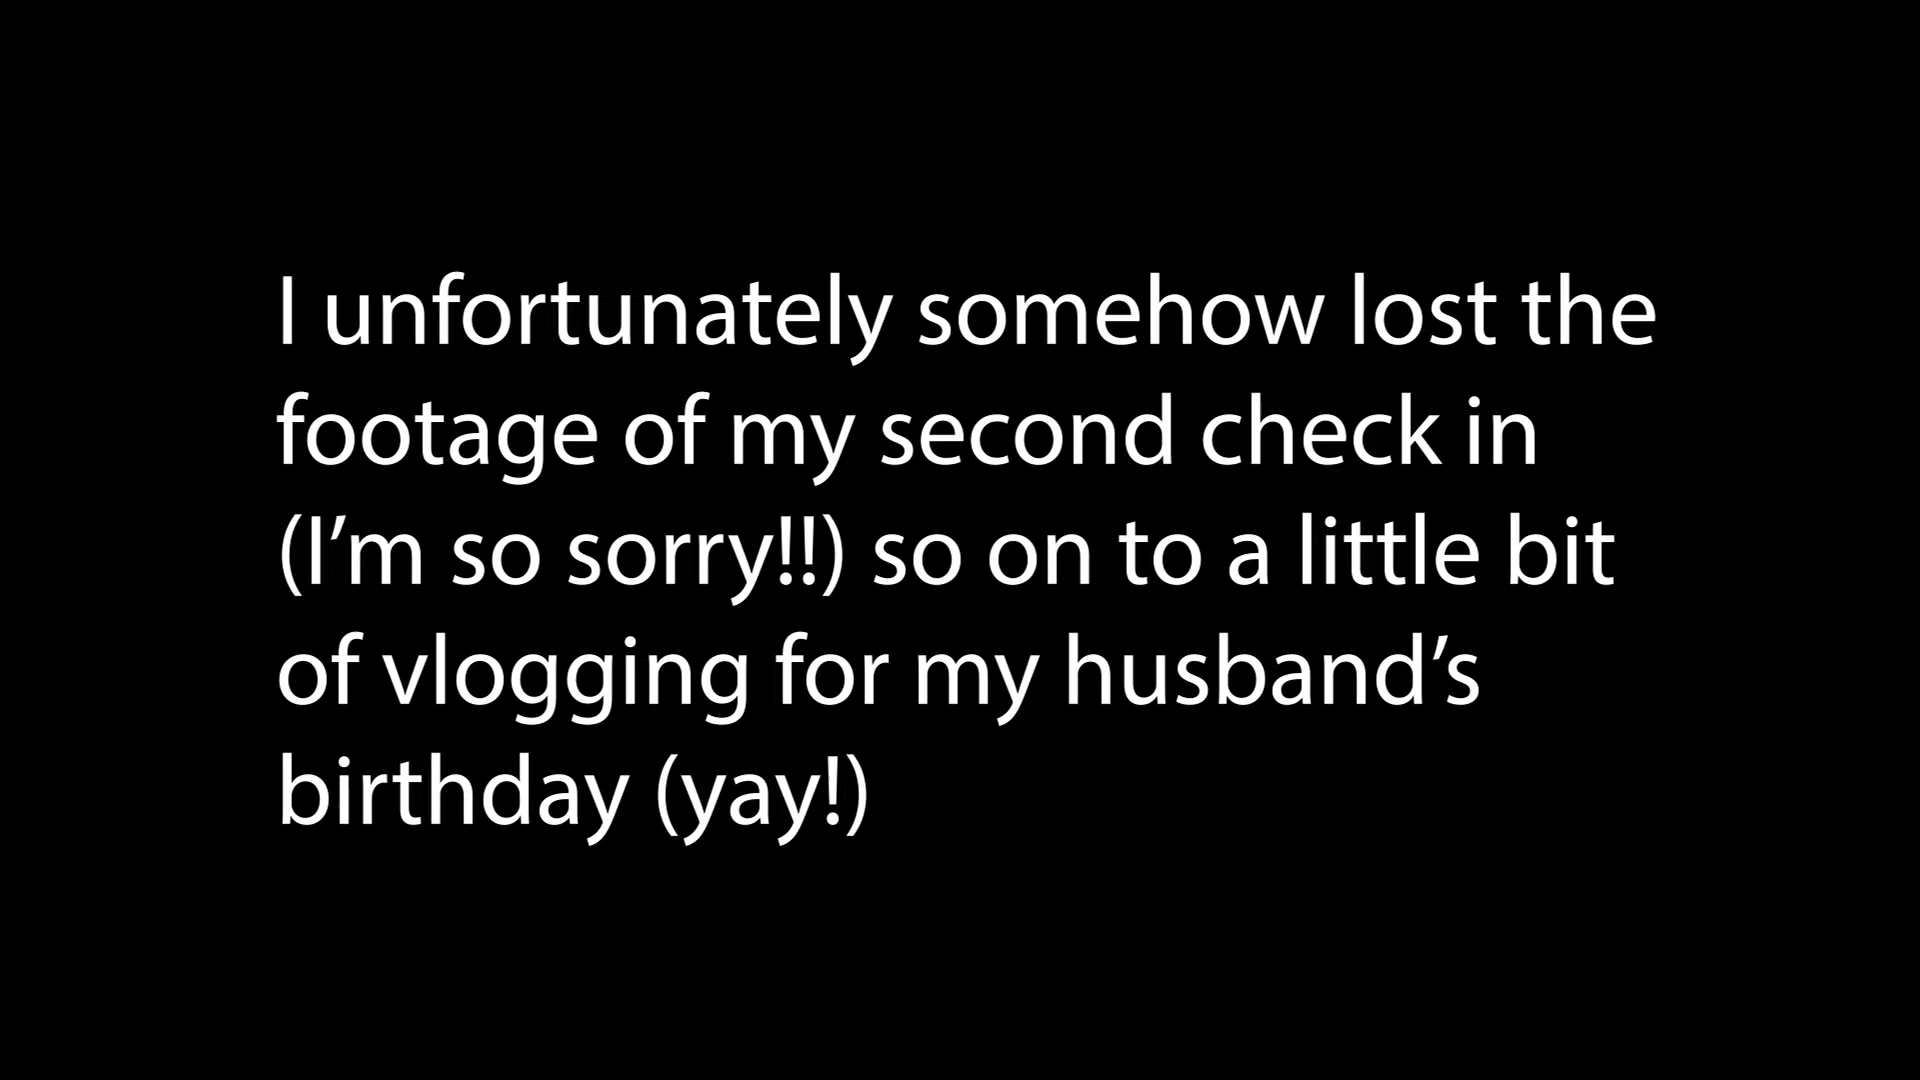 I unfortunately somehow lost the
footage of my second check in
(I’m so sorry!!) so on to a little bit
of vlogging for my husband’s
birthday (yay!)